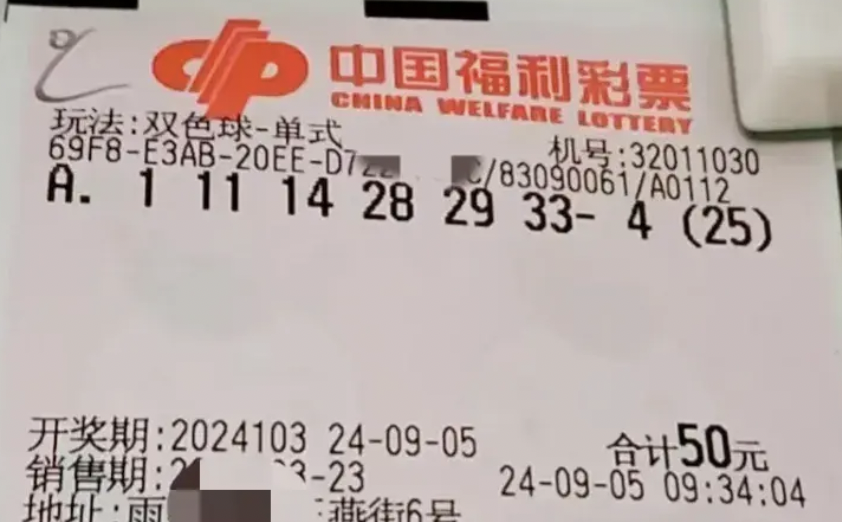 中国福利彩票
CHINA WELFARE LOTTERY
玩法:双色球-单式 机号:32011030
69F8-E3AB-20EE-D722 C/83090061/A0112
A. 1 11 14 28 29 33- 4 (25)
开奖期:2024103 24-09-05 合计50元
销售期: 03-23 24-09-05 09:34:04
地址:雨 燕街6号